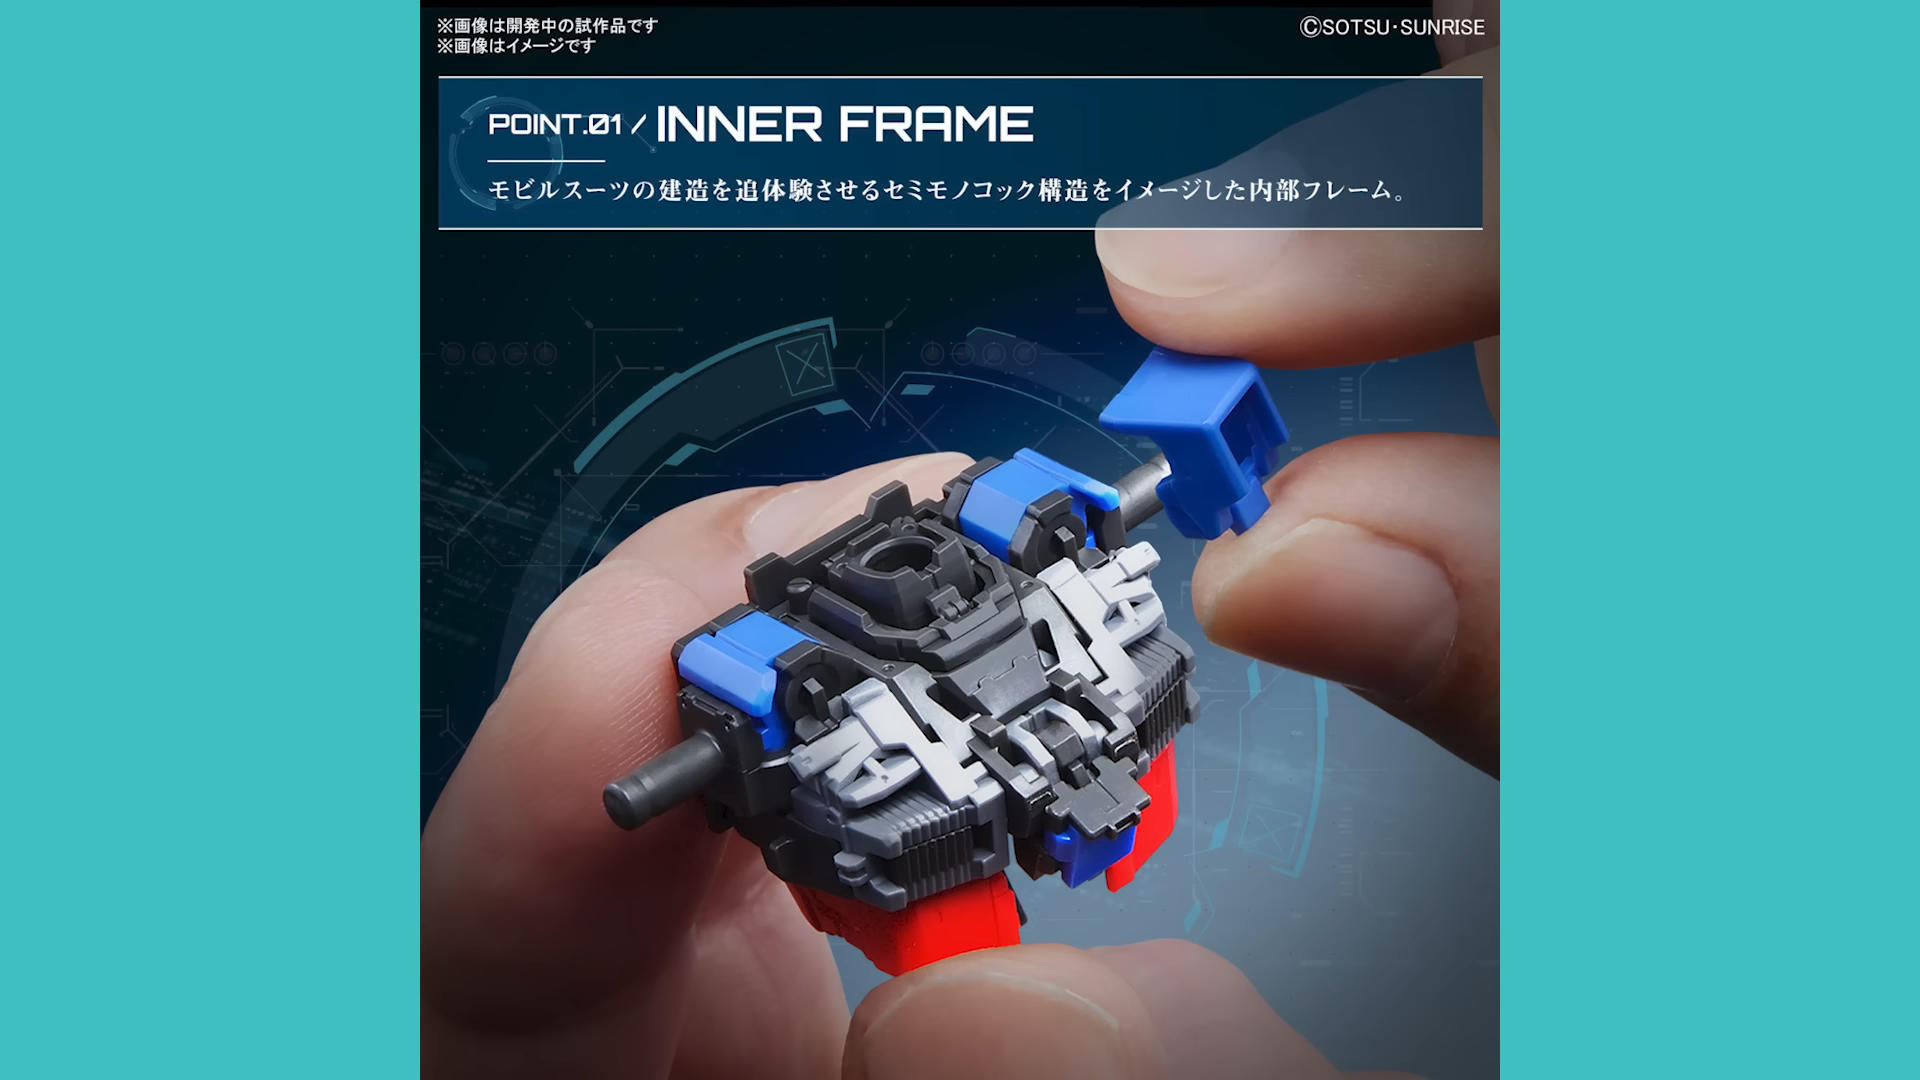 ※画像は開発中の試作品です
※画像はイメージです
ⒸSOTSU・SUNRISE
POINT.01 / INNER FRAME
モビルスーツの建造を追体験させるセミモノコック構造をイメージした内部フレーム。